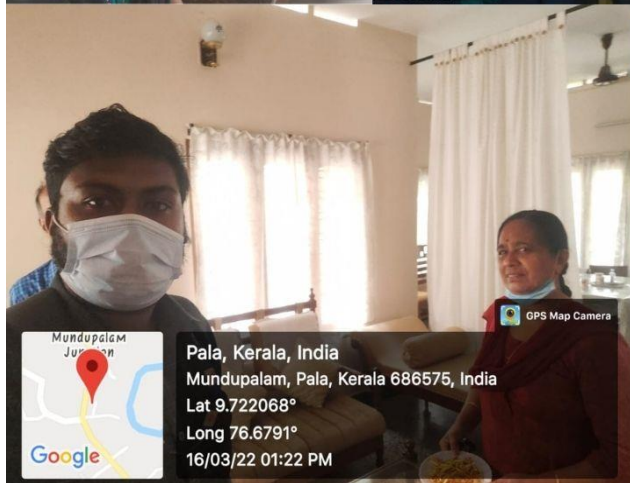 GPS Map Camera
Mundupalam
Google
Pala, Kerala, India
Mundupalam, Pala, Kerala 686575, India
Lat 9.722068°
Long 76.6791°
16/03/22 01:22 PM